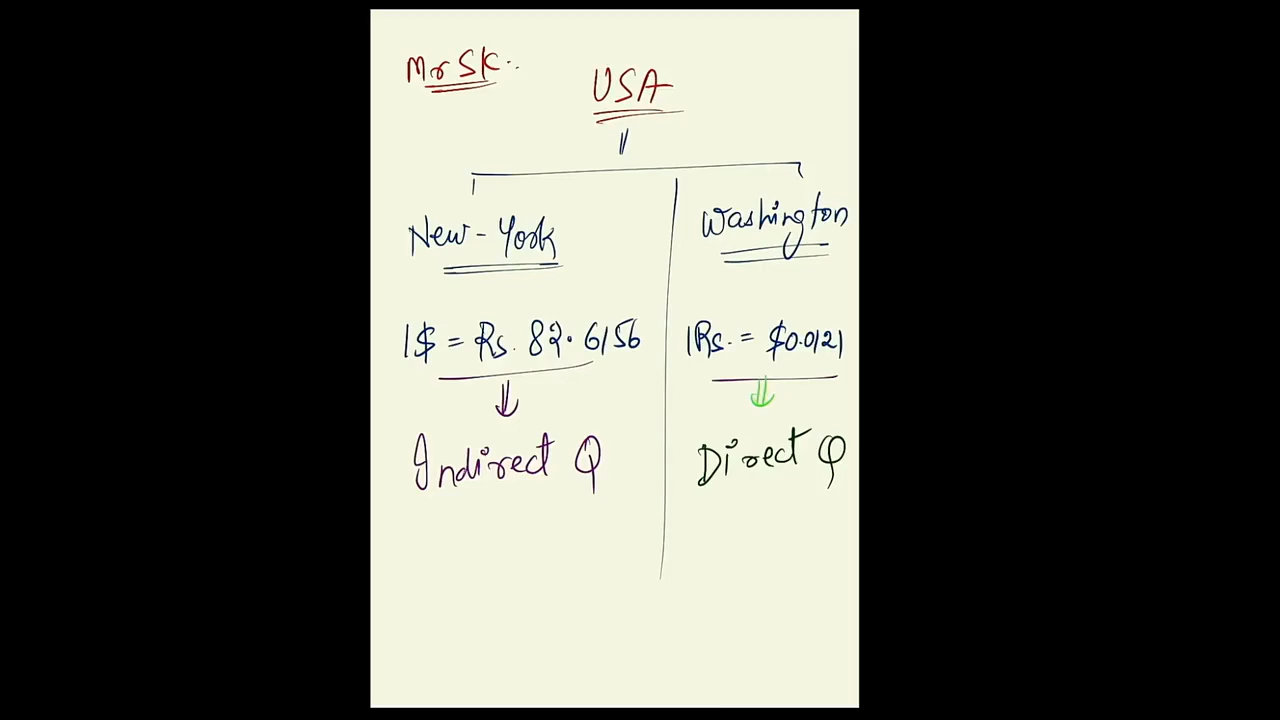 Mr SK..
USA
New-York
Washington
1$ = Rs. 82.6156
1Rs. = $0.0121
Indirect Q
Direct Q